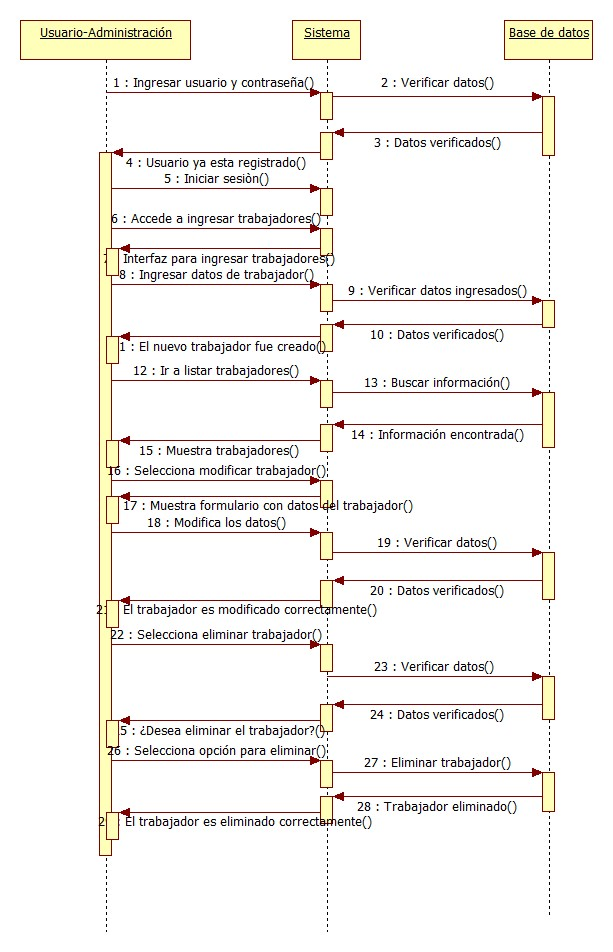 Usuario-Administración
Sistema
Base de datos
1 : Ingresar usuario y contraseña()
2 : Verificar datos()
3 : Datos verificados()
4 : Usuario ya esta registrado()
5 : Iniciar sesiòn()
6 : Accede a ingresar trabajadores()
Interfaz para ingresar trabajadores()
8 : Ingresar datos de trabajador()
9 : Verificar datos ingresados()
10 : Datos verificados()
1 : El nuevo trabajador fue creado()
12 : Ir a listar trabajadores()
13 : Buscar información()
14 : Información encontrada()
15 : Muestra trabajadores()
16 : Selecciona modificar trabajador()
17 : Muestra formulario con datos del trabajador()
18 : Modifica los datos()
19 : Verificar datos()
20 : Datos verificados()
21 El trabajador es modificado correctamente()
22 : Selecciona eliminar trabajador()
23 : Verificar datos()
24 : Datos verificados()
5 : ¿Desea eliminar el trabajador?()
26 : Selecciona opción para eliminar()
27 : Eliminar trabajador()
28 : Trabajador eliminado()
2 : El trabajador es eliminado correctamente()